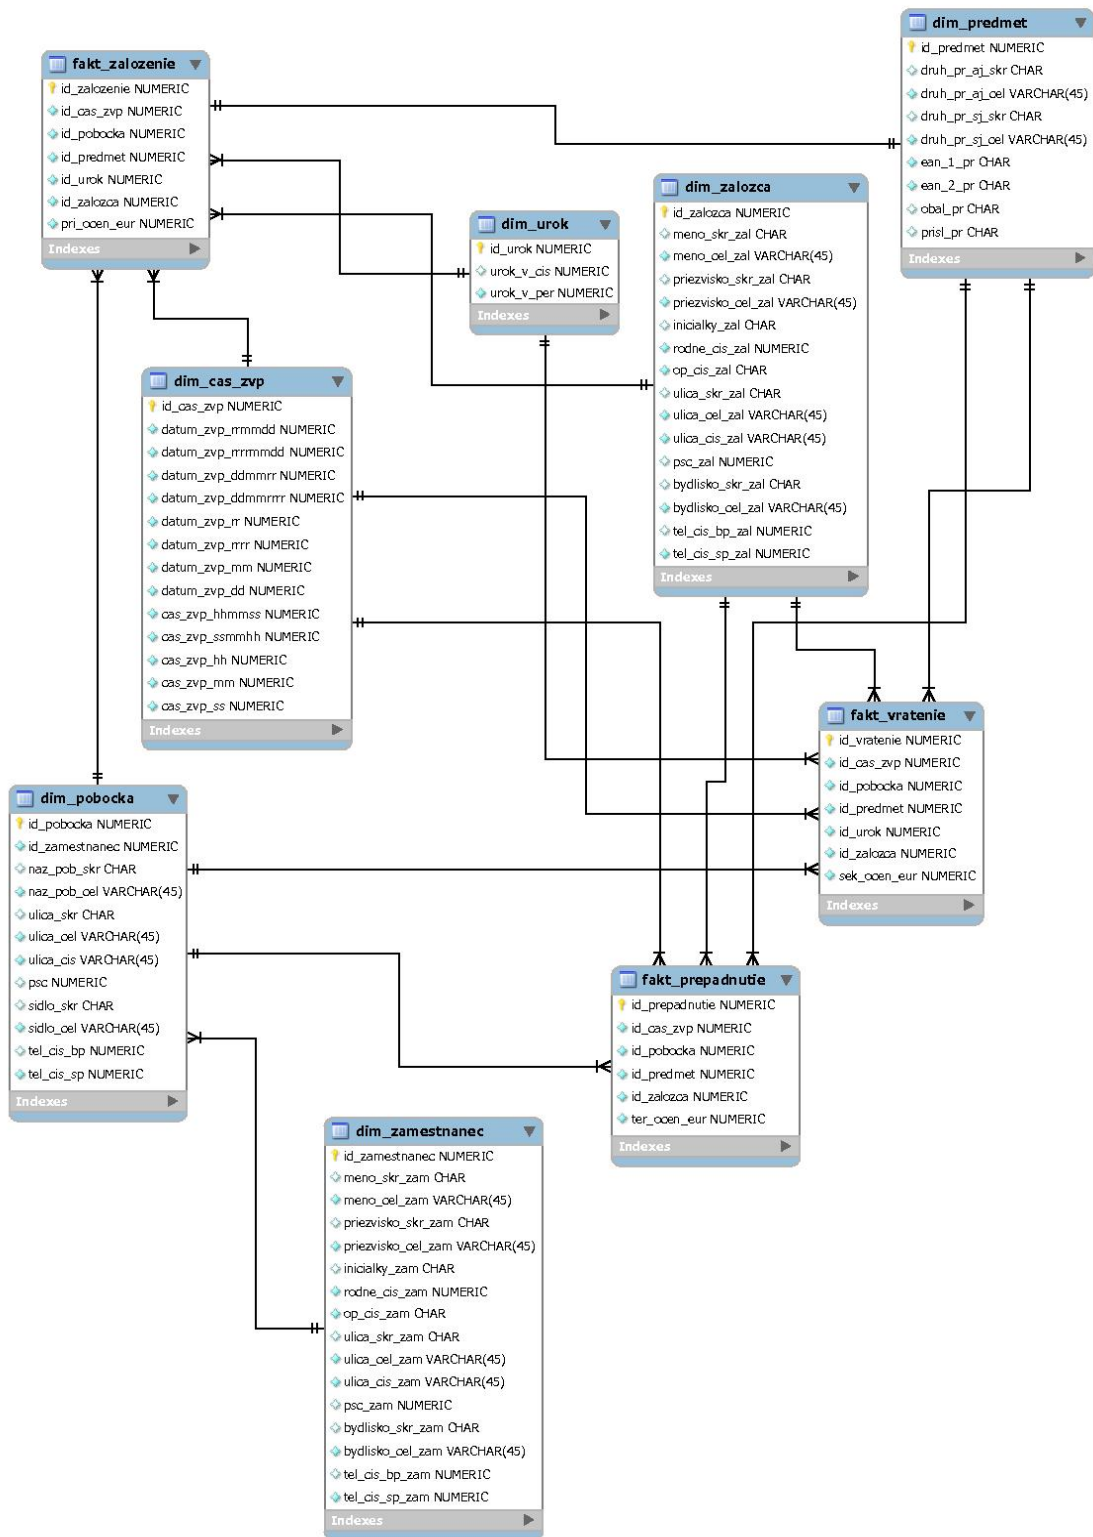 fakt_zalozenie
id_zalozenie NUMERIC
id_cas_zvp NUMERIC
id_pobocka NUMERIC
id_predmet NUMERIC
id_urok NUMERIC
id_zalozca NUMERIC
pri_ocen_eur NUMERIC
Indexes
dim_predmet
id_predmet NUMERIC
druh_pr_aj_skr CHAR
druh_pr_aj_cel VARCHAR(45)
druh_pr_sj_skr CHAR
druh_pr_sj_cel VARCHAR(45)
ean_1_pr CHAR
ean_2_pr CHAR
obal_pr CHAR
prisl_pr CHAR
Indexes
dim_urok
id_urok NUMERIC
urok_v_cis NUMERIC
urok_v_per NUMERIC
Indexes
dim_zalozca
id_zalozca NUMERIC
meno_skr_zal CHAR
meno_cel_zal VARCHAR(45)
priezvisko_skr_zal CHAR
priezvisko_cel_zal VARCHAR(45)
inicialky_zal CHAR
rodne_cis_zal NUMERIC
op_cis_zal CHAR
ulica_skr_zal CHAR
ulica_cel_zal VARCHAR(45)
ulica_cis_zal VARCHAR(45)
psc_zal NUMERIC
bydlisko_skr_zal CHAR
bydlisko_cel_zal VARCHAR(45)
tel_cis_bp_zal NUMERIC
tel_cis_sp_zal NUMERIC
Indexes
dim_cas_zvp
id_cas_zvp NUMERIC
datum_zvp_rrmmdd NUMERIC
datum_zvp_rrrrmmdd NUMERIC
datum_zvp_ddmmrr NUMERIC
datum_zvp_ddmmrrrr NUMERIC
datum_zvp_rr NUMERIC
datum_zvp_rrrr NUMERIC
datum_zvp_mm NUMERIC
datum_zvp_dd NUMERIC
cas_zvp_hhmmss NUMERIC
cas_zvp_ssmmhh NUMERIC
cas_zvp_hh NUMERIC
cas_zvp_mm NUMERIC
cas_zvp_ss NUMERIC
Indexes
fakt_vratenie
id_vratenie NUMERIC
id_cas_zvp NUMERIC
id_pobocka NUMERIC
id_predmet NUMERIC
id_urok NUMERIC
id_zalozca NUMERIC
sek_ocen_eur NUMERIC
Indexes
dim_pobocka
id_pobocka NUMERIC
id_zamestnanec NUMERIC
naz_pob_skr CHAR
naz_pob_cel VARCHAR(45)
ulica_skr CHAR
ulica_cel VARCHAR(45)
ulica_cis VARCHAR(45)
psc NUMERIC
sidlo_skr CHAR
sidlo_cel VARCHAR(45)
tel_cis_bp NUMERIC
tel_cis_sp NUMERIC
Indexes
fakt_prepadnutie
id_prepadnutie NUMERIC
id_cas_zvp NUMERIC
id_pobocka NUMERIC
id_predmet NUMERIC
id_zalozca NUMERIC
ter_ocen_eur NUMERIC
Indexes
dim_zamestnanec
id_zamestnanec NUMERIC
meno_skr_zam CHAR
meno_cel_zam VARCHAR(45)
priezvisko_skr_zam CHAR
priezvisko_cel_zam VARCHAR(45)
inicialky_zam CHAR
rodne_cis_zam NUMERIC
op_cis_zam CHAR
ulica_skr_zam CHAR
ulica_cel_zam VARCHAR(45)
ulica_cis_zam VARCHAR(45)
psc_zam NUMERIC
bydlisko_skr_zam CHAR
bydlisko_cel_zam VARCHAR(45)
tel_cis_bp_zam NUMERIC
tel_cis_sp_zam NUMERIC
Indexes